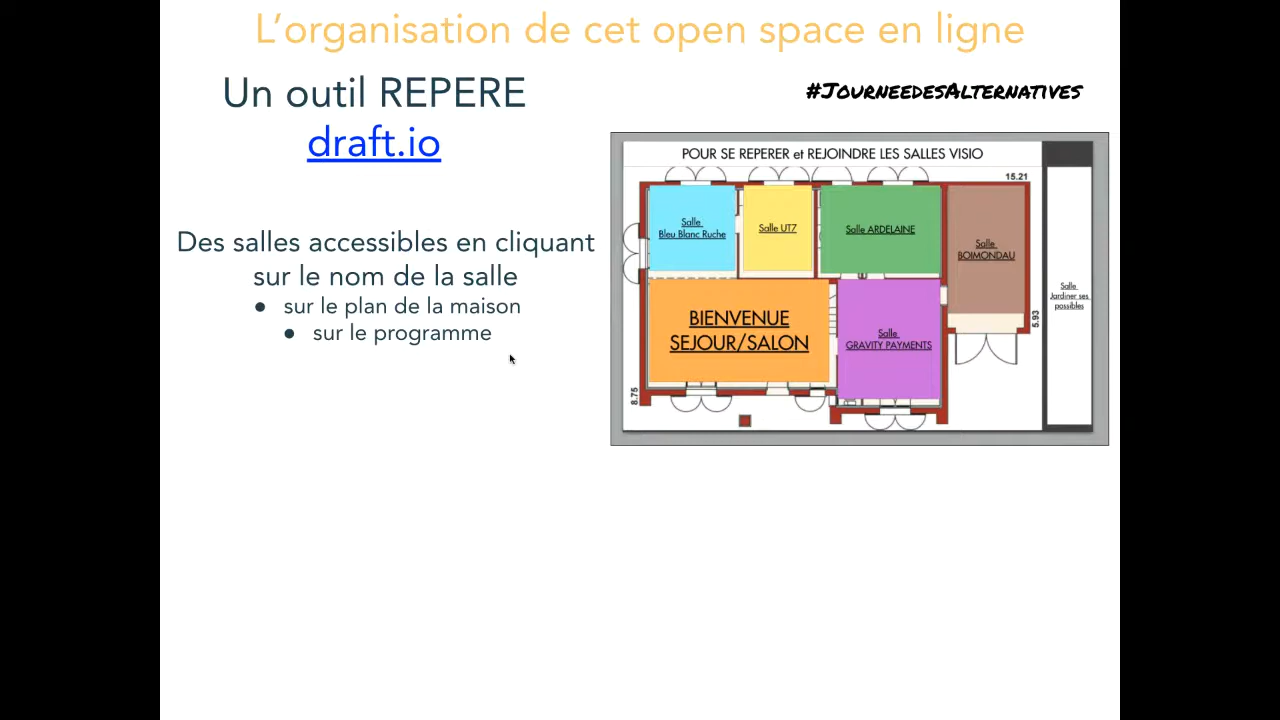 L'organisation de cet open space en ligne
Un outil REPERE
draft.io
#JourneedesAlternatives
Des salles accessibles en cliquant
sur le nom de la salle
● sur le plan de la maison
● sur le programme
POUR SE REPERER et REJOINDRE LES SALLES VISIO
15.21
Salle
Bleu Blanc Ruche
Salle UT7
Salle ARDELAINE
Salle
BOIMONDAU
Salle
Jardiner ses
possibles
BIENVENUE
SEJOUR/SALON
Salle
GRAVITY PAYMENTS
5.93
8.75